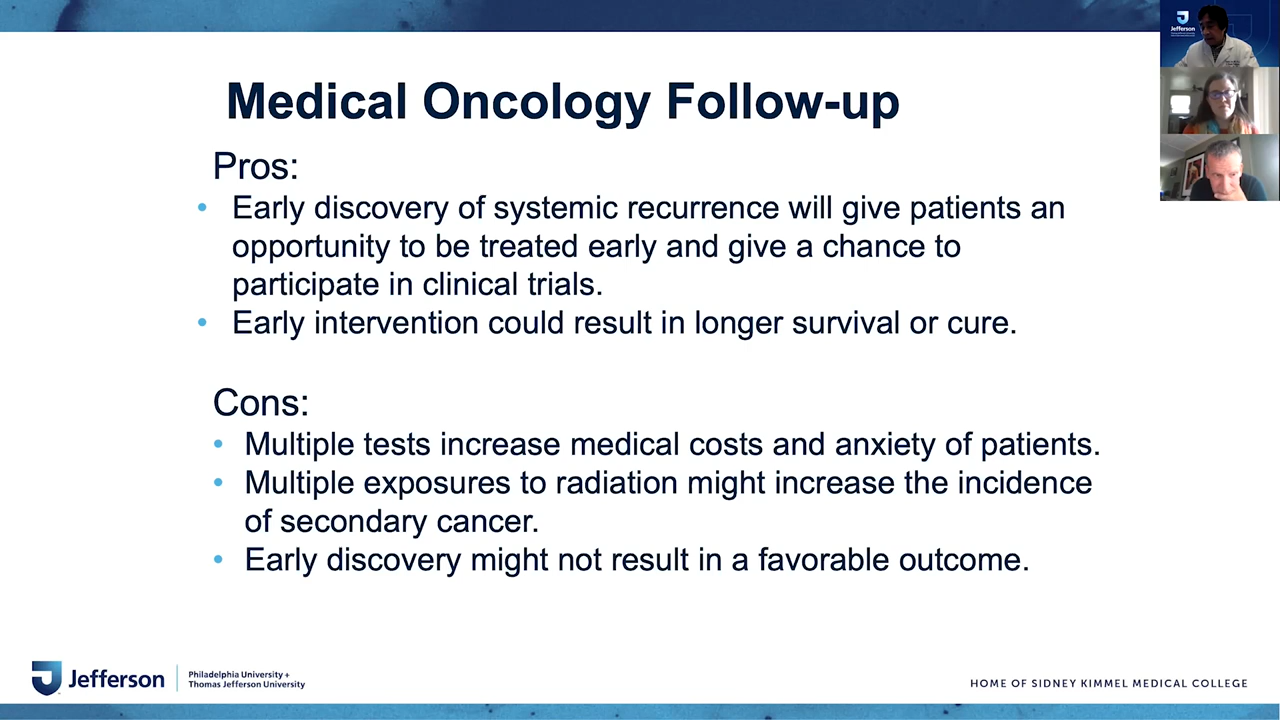 Medical Oncology Follow-up
Pros:
• Early discovery of systemic recurrence will give patients an
opportunity to be treated early and give a chance to
participate in clinical trials.
• Early intervention could result in longer survival or cure.
Cons:
• Multiple tests increase medical costs and anxiety of patients.
• Multiple exposures to radiation might increase the incidence
of secondary cancer.
• Early discovery might not result in a favorable outcome.
Jefferson
Philadelphia University +
Thomas Jefferson University
HOME OF SIDNEY KIMMEL MEDICAL COLLEGE
Jefferson